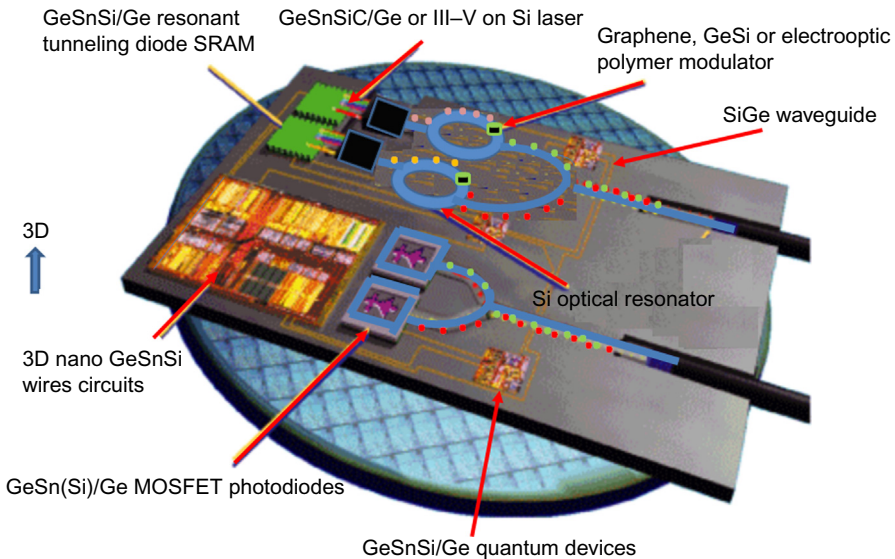 GeSnSi/Ge resonant
tunneling diode SRAM
GeSnSiC/Ge or III–V on Si laser
Graphene, GeSi or electrooptic
polymer modulator
SiGe waveguide
3D
Si optical resonator
3D nano GeSnSi
wires circuits
GeSn(Si)/Ge MOSFET photodiodes
GeSnSi/Ge quantum devices